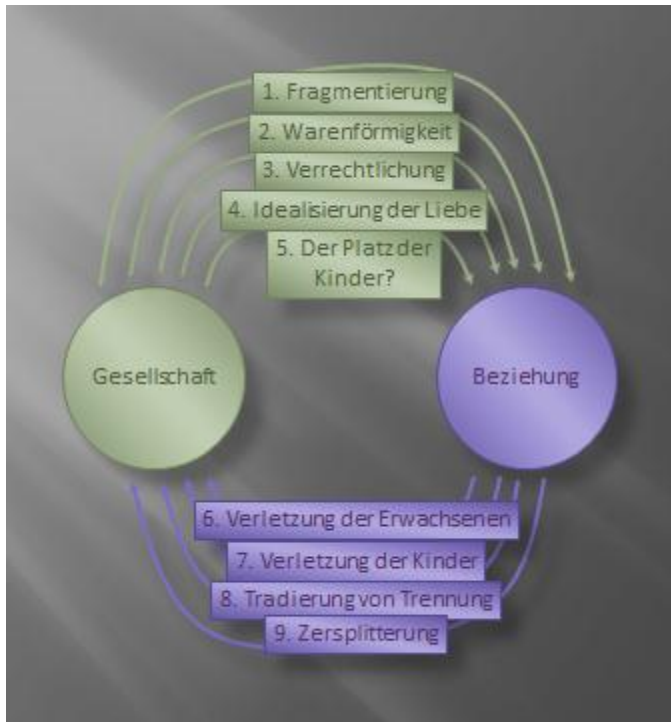 1. Fragmentierung
2. Warenförmigkeit
3. Verrechtlichung
4. Idealisierung der Liebe
5. Der Platz der
Kinder?
Gesellschaft
Beziehung
6. Verletzung der Erwachsenen
7. Verletzung der Kinder
8. Tradierung von Trennung
9. Zersplitterung